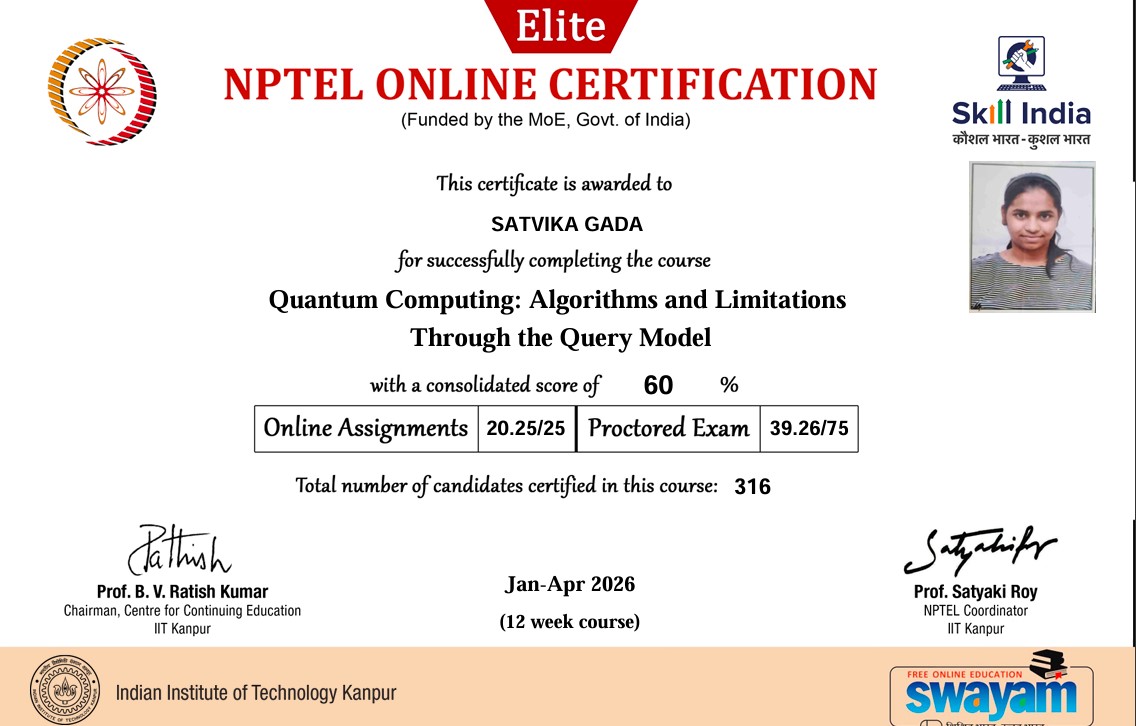 Elite
NPTEL ONLINE CERTIFICATION
(Funded by the MoE, Govt. of India)
Skill India
कौशल भारत - कुशल भारत
This certificate is awarded to
SATVIKA GADA
for successfully completing the course
Quantum Computing: Algorithms and Limitations
Through the Query Model
with a consolidated score of 60 %
Online Assignments 20.25/25 Proctored Exam 39.26/75
Total number of candidates certified in this course: 316
Prof. B. V. Ratish Kumar
Chairman, Centre for Continuing Education
IIT Kanpur
Jan-Apr 2026
(12 week course)
Prof. Satyaki Roy
NPTEL Coordinator
IIT Kanpur
Indian Institute of Technology Kanpur
FREE ONLINE EDUCATION
swayam